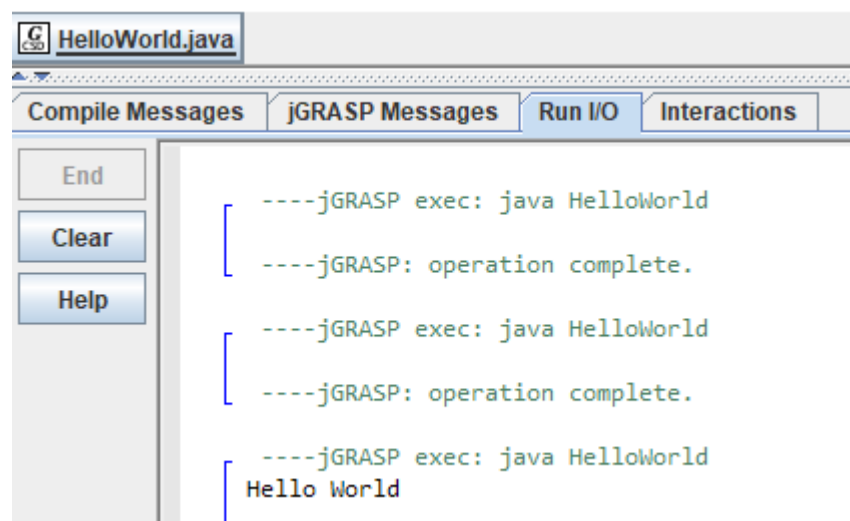 G
CSD HelloWorld.java
Compile Messages jGRASP Messages Run I/O Interactions
End
Clear
Help
----jGRASP exec: java HelloWorld
----jGRASP: operation complete.
----jGRASP exec: java HelloWorld
----jGRASP: operation complete.
----jGRASP exec: java HelloWorld
Hello World